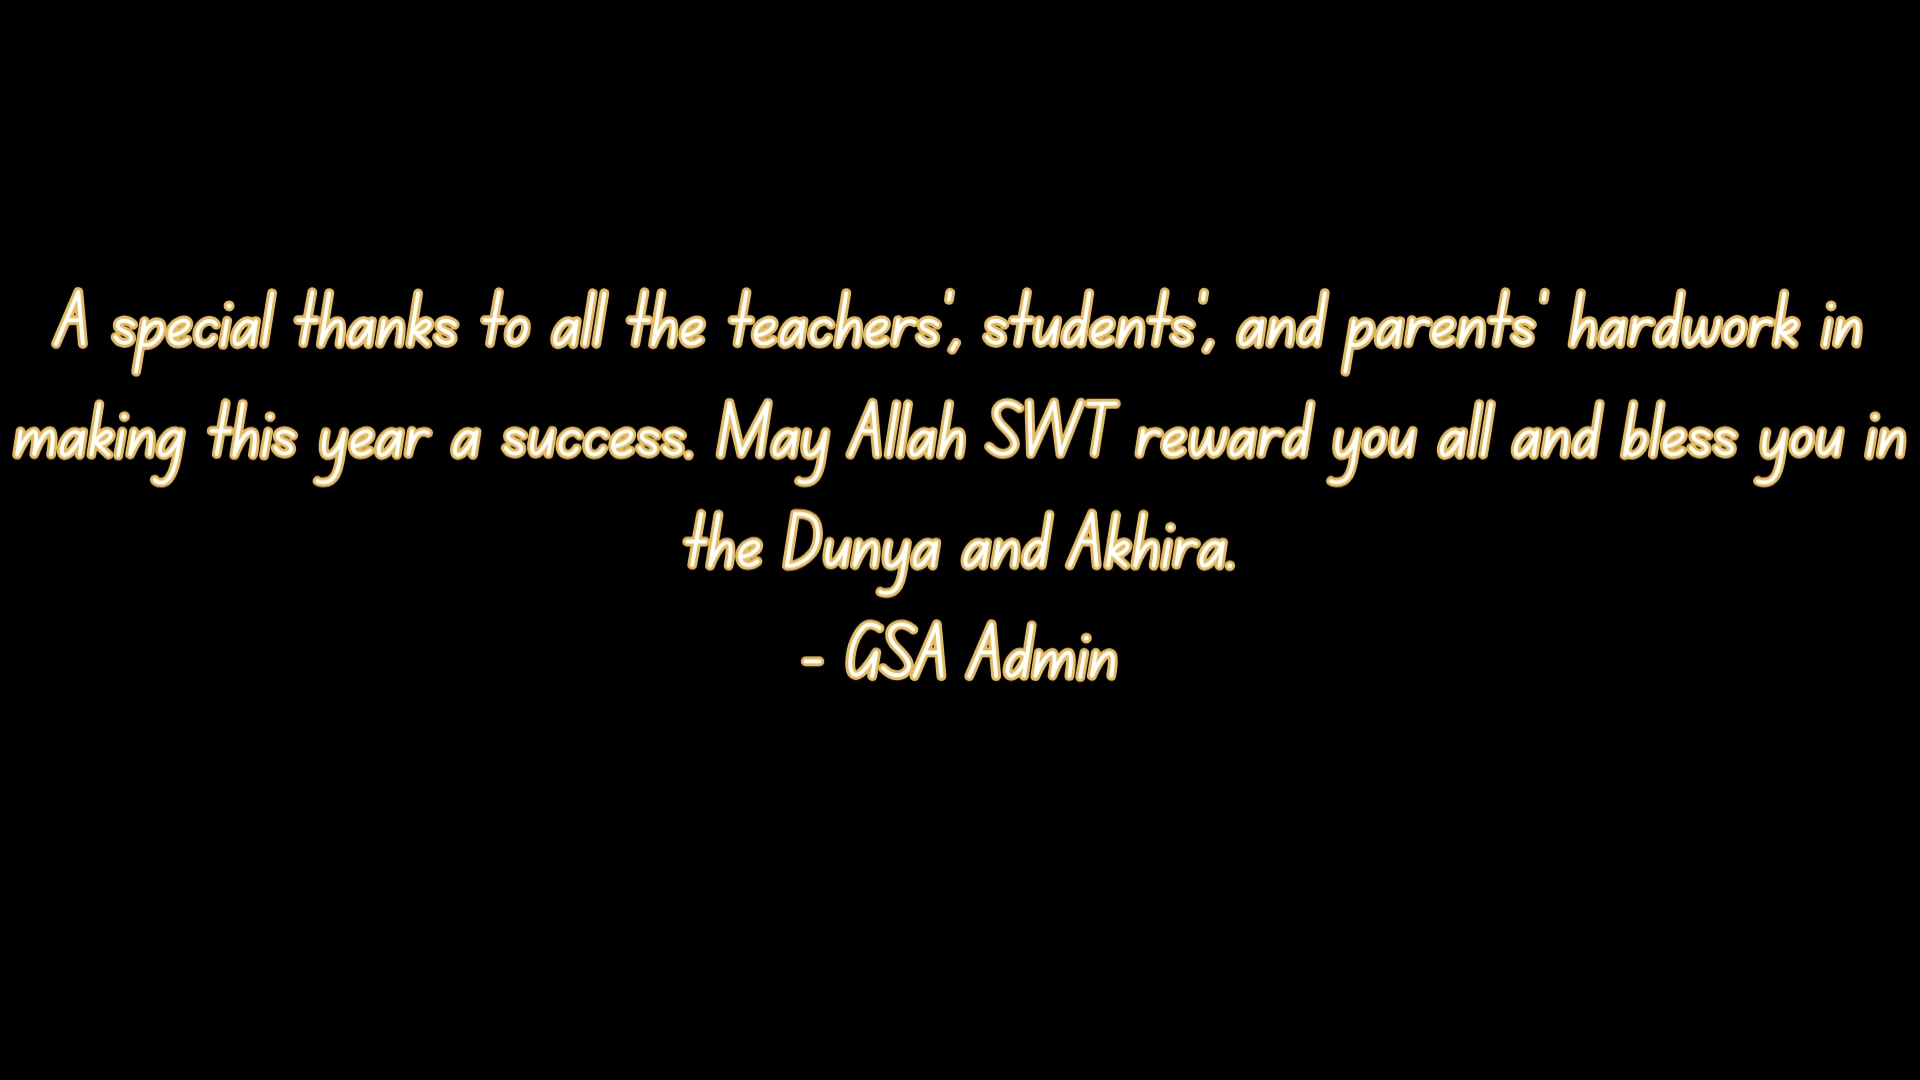 A special thanks to all the teachers', students', and parents' hardwork in
making this year a success. May Allah SWT reward you all and bless you in
the Dunya and Akhira.
- GSA Admin